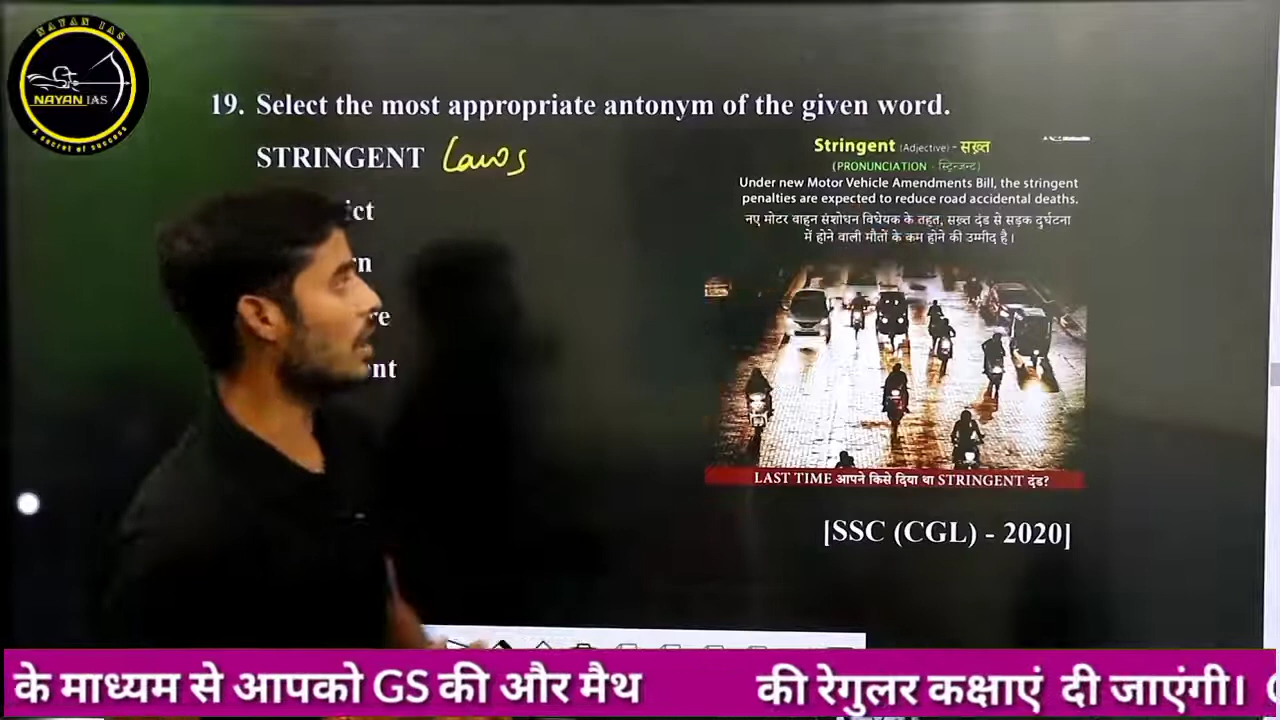 NAYAN IAS
NAYAN IAS
A secret of success
19. Select the most appropriate antonym of the given word.
STRINGENT Laws
Stringent (Adjective) - सख़्त
(PRONUNCIATION - स्ट्रिन्जन्ट)
Under new Motor Vehicle Amendments Bill, the stringent
penalties are expected to reduce road accidental deaths.
नए मोटर वाहन संशोधन विधेयक के तहत, सख़्त दंड से सड़क दुर्घटना
में होने वाली मौतों के कम होने की उम्मीद है।
LAST TIME आपने किसे दिया था STRINGENT दंड?
[SSC (CGL) - 2020]
के माध्यम से आपको GS की और मैथ की रेगुलर कक्षाएं दी जाएंगी।